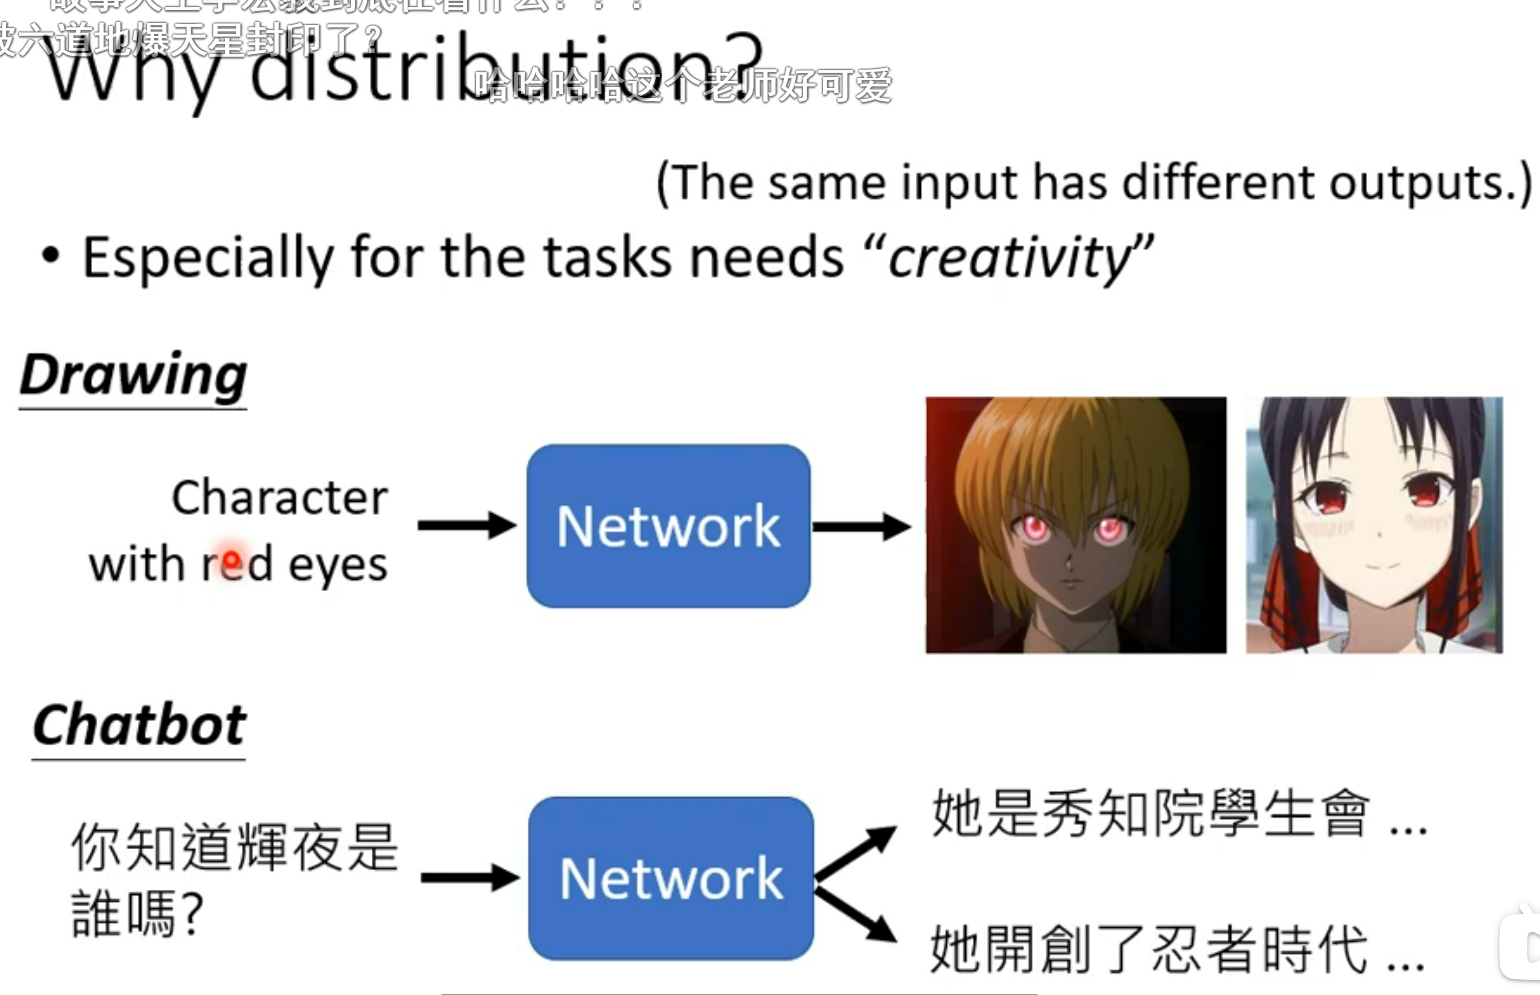 被六道地爆天星封印了?
Why distribution?
哈哈哈哈这个老师好可爱
(The same input has different outputs.)
• Especially for the tasks needs “creativity”
Drawing
Character
with red eyes
Network
Chatbot
你知道輝夜是
誰嗎?
Network
她是秀知院學生會 ...
她開創了忍者時代 ...